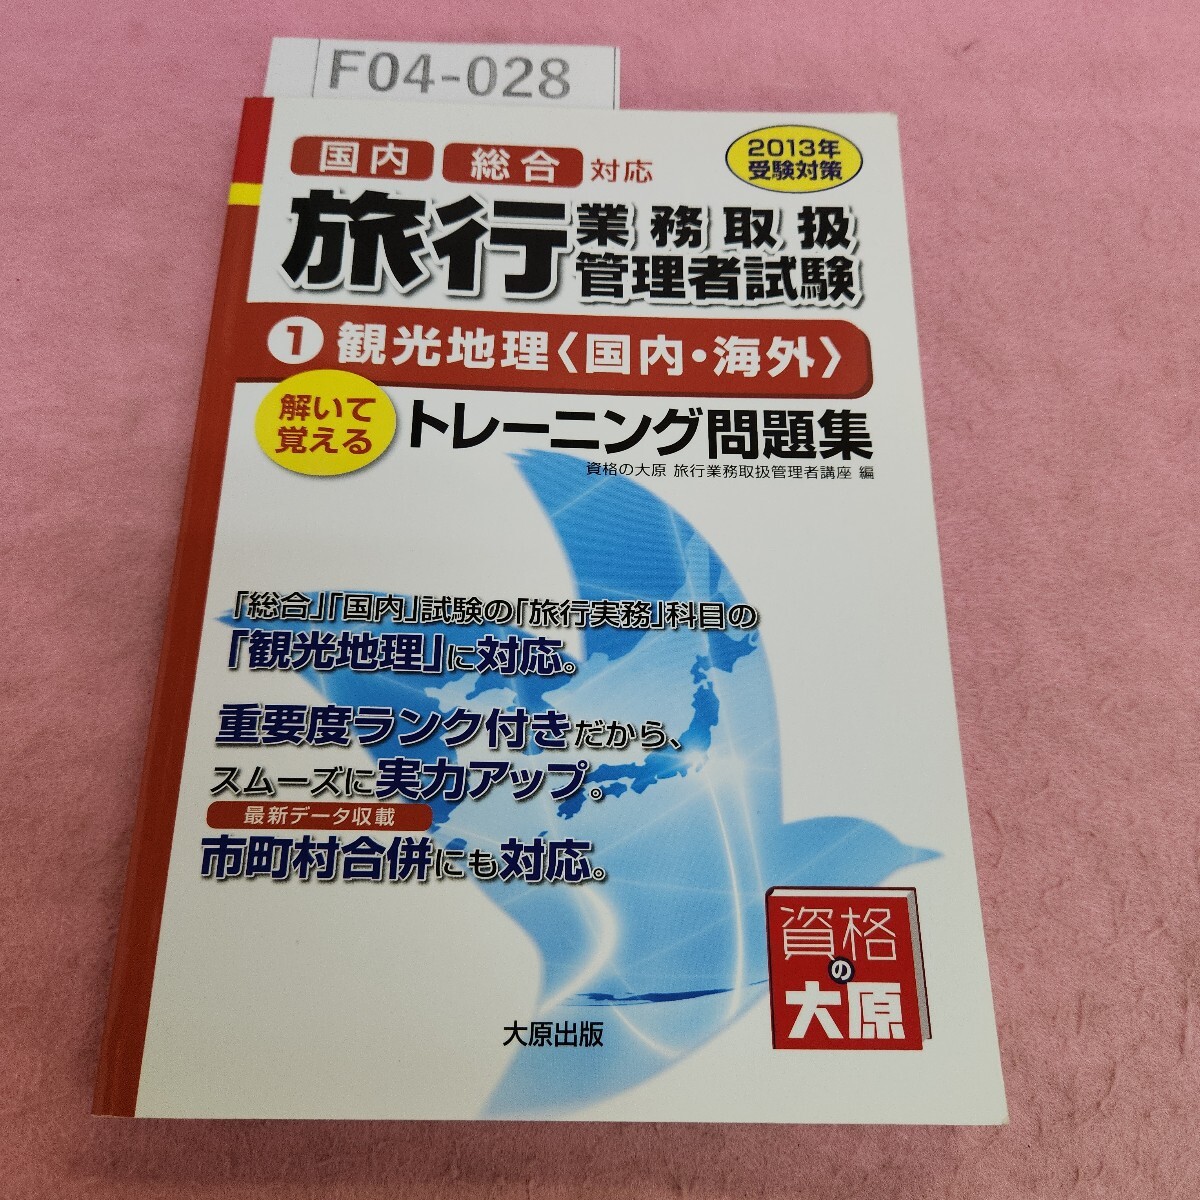 F04-028
国内 総合 対応
2013年
受験対策
旅行業務取扱
管理者試験
1 観光地理〈国内・海外〉
解いて
覚える
トレーニング問題集
資格の大原 旅行業務取扱管理者講座 編
「総合」「国内」試験の「旅行実務」科目の
「観光地理」に対応。
重要度ランク付きだから、
スムーズに実力アップ。
最新データ収載
市町村合併にも対応。
資格
の
大原
大原出版